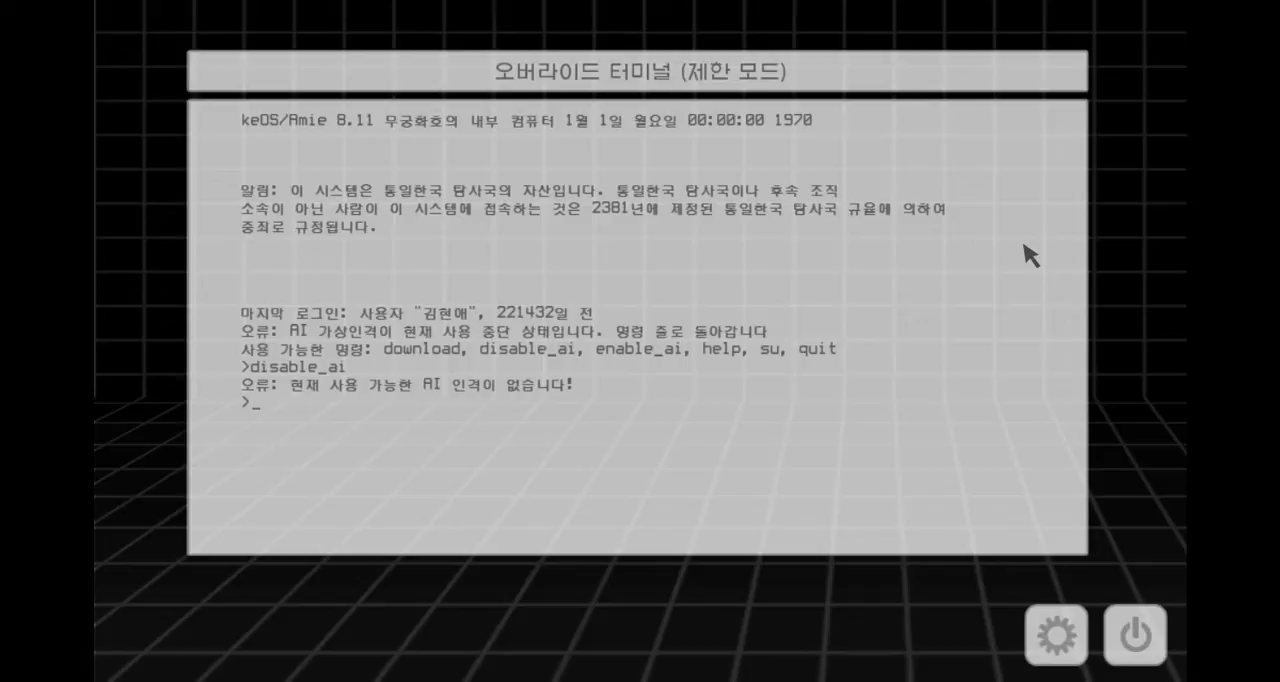 오버라이드 터미널 (제한 모드)
keOS/Amie 8.11 무궁화호의 내부 컴퓨터 1월 1일 월요일 00:00:00 1970
알림: 이 시스템은 통일한국 탐사국의 자산입니다. 통일한국 탐사국이나 후속 조직
소속이 아닌 사람이 이 시스템에 접속하는 것은 2381년에 제정된 통일한국 탐사국 규율에 의하여
중죄로 규정됩니다.
마지막 로그인: 사용자 "김현애", 221432일 전
오류: AI 가상인격이 현재 사용 중단 상태입니다. 명령 줄로 돌아갑니다
사용 가능한 명령: download, disable_ai, enable_ai, help, su, quit
>disable_ai
오류: 현재 사용 가능한 AI 인격이 없습니다!
>_